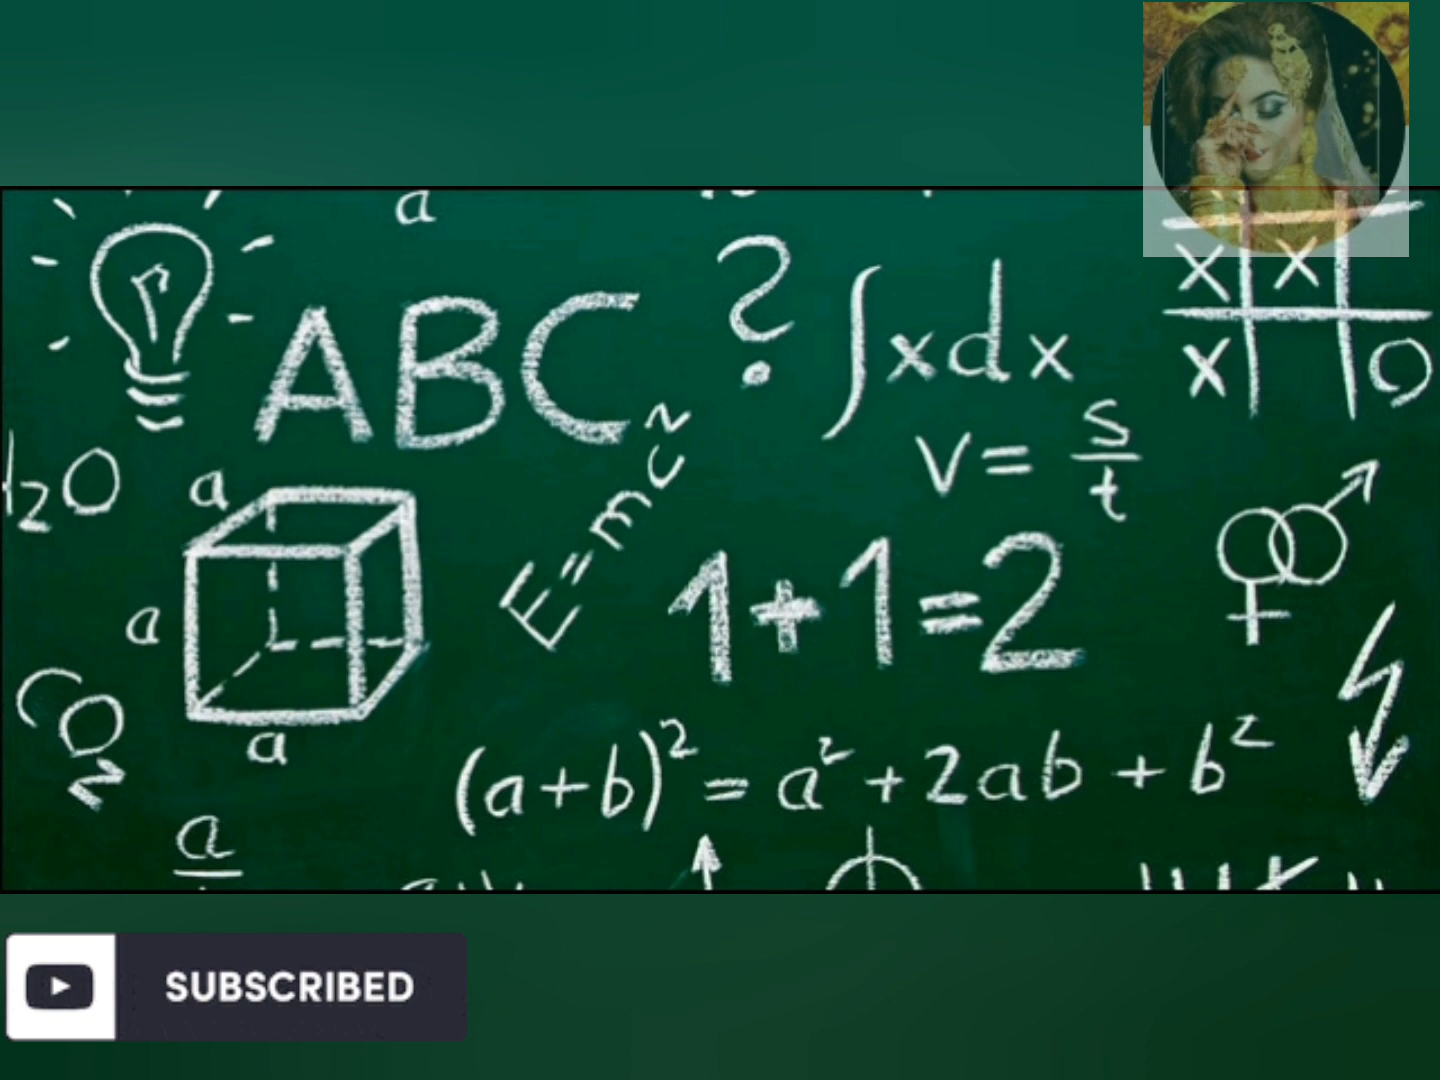 a
ABC
?
∫xdx
x x
x O
v = s/t
H₂O
a
E=mc²
a
1+1=2
CO₂
a
(a+b)² = a² + 2ab + b²
a
SUBSCRIBED